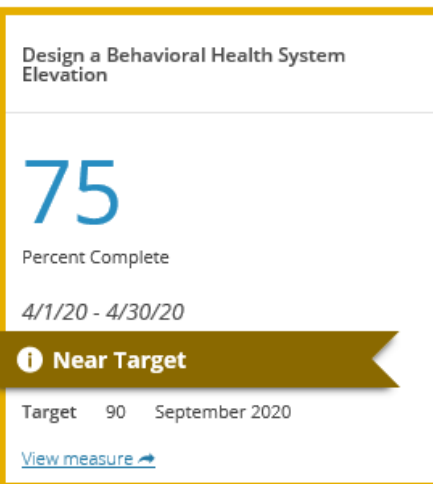 Design a Behavioral Health System
Elevation
75
Percent Complete
4/1/20 - 4/30/20
Near Target
Target 90 September 2020
View measure